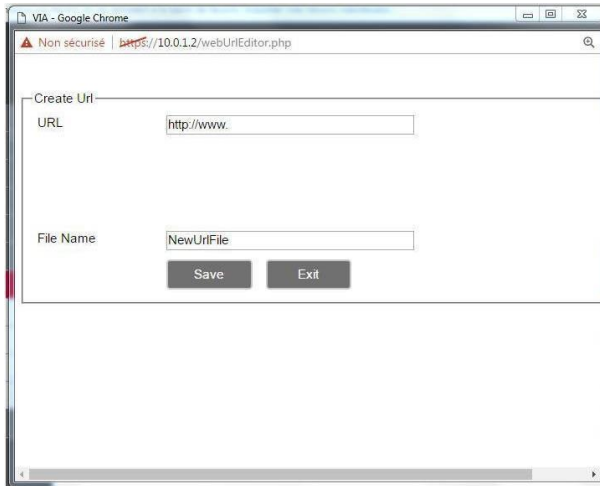 VIA - Google Chrome
Non sécurisé | https://10.0.1.2/webUrlEditor.php
Create Url
URL
http://www.
File Name
NewUrlFile
Save Exit